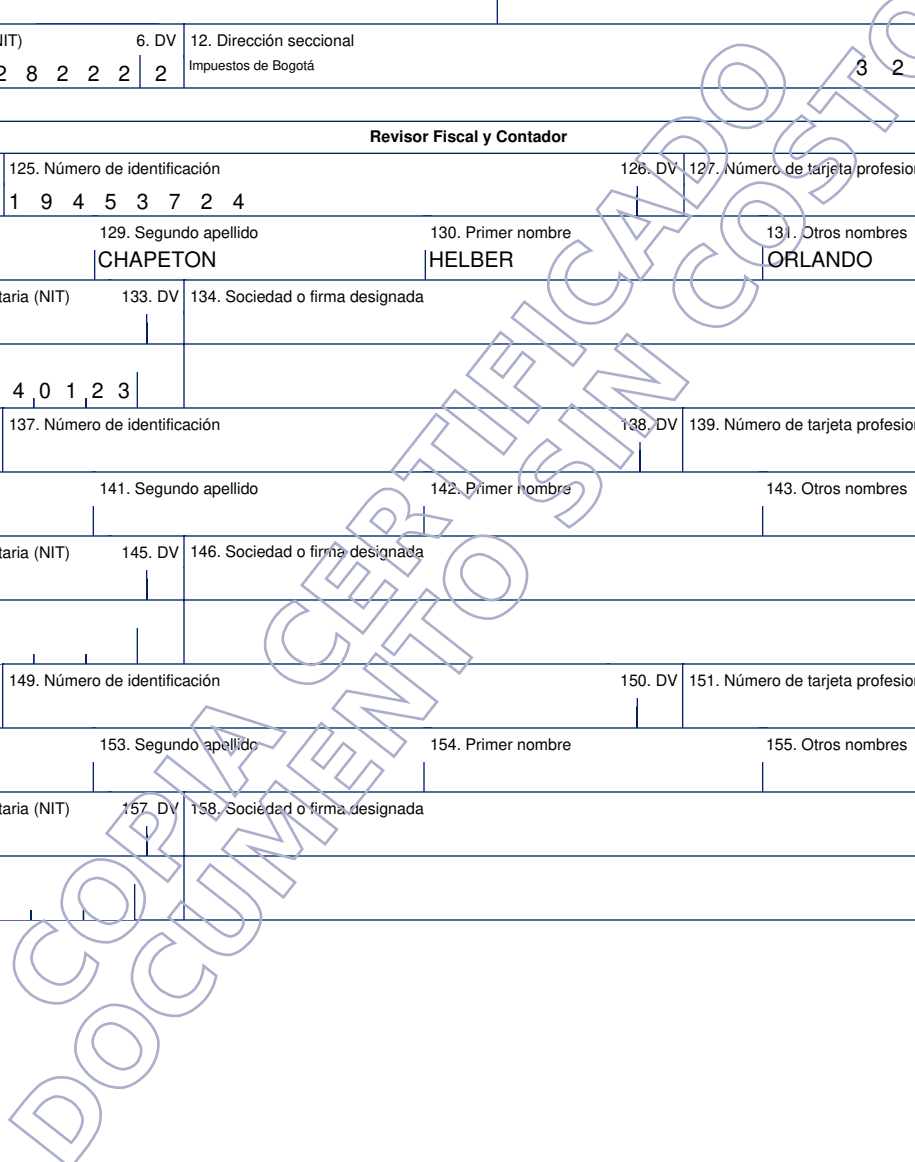 NIT) 6. DV 12. Dirección seccional
2 8 2 2 2 2 Impuestos de Bogotá 3 2
Revisor Fiscal y Contador
125. Número de identificación 126. DV 127. Número de tarjeta profesion
1 9 4 5 3 7 2 4
129. Segundo apellido 130. Primer nombre 131. Otros nombres
CHAPETON HELBER ORLANDO
taria (NIT) 133. DV 134. Sociedad o firma designada
4 0 1 2 3
137. Número de identificación 138. DV 139. Número de tarjeta profesion
141. Segundo apellido 142. Primer nombre 143. Otros nombres
taria (NIT) 145. DV 146. Sociedad o firma designada
149. Número de identificación 150. DV 151. Número de tarjeta profesion
153. Segundo apellido 154. Primer nombre 155. Otros nombres
taria (NIT) 157. DV 158. Sociedad o firma designada
COPIA CERTIFICADO
DOCUMENTO SIN COSTO